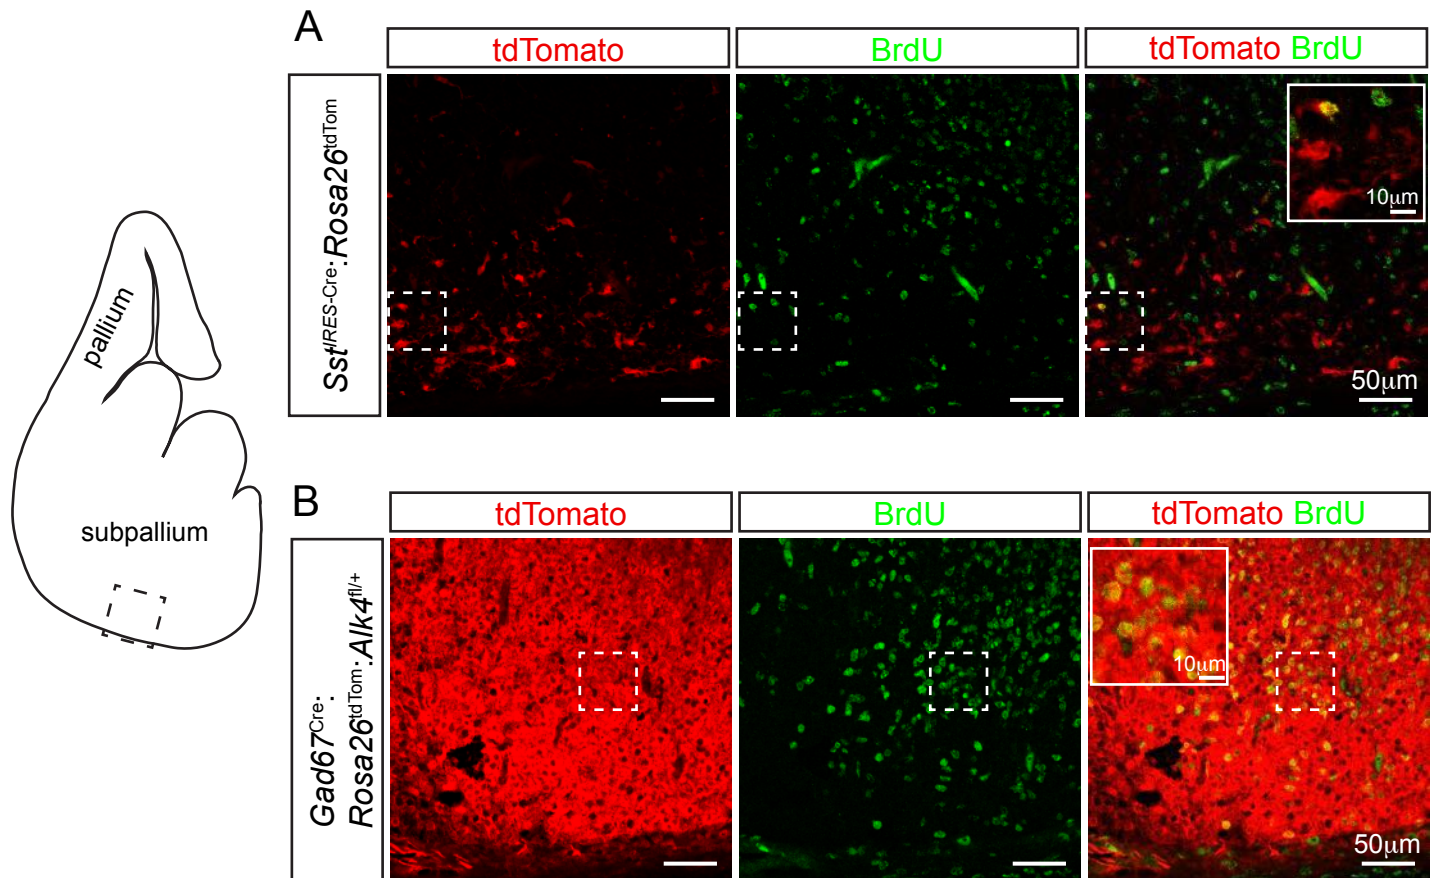 A
tdTomato
BrdU
tdTomato BrdU
Sst^IRES-Cre;Rosa26^tdTom
10μm
50μm
pallium
subpallium
B
tdTomato
BrdU
tdTomato BrdU
Gad67^Cre;
Rosa26^tdTom;Alk4^fl/+
10μm
50μm